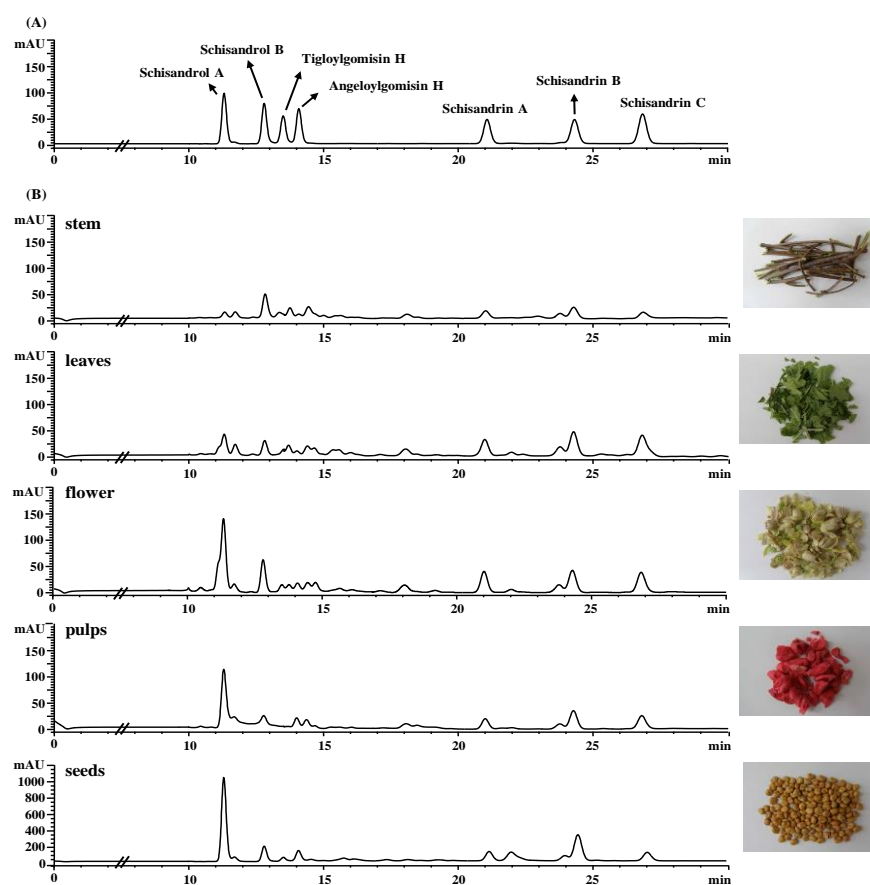 (A)
mAU
Schisandrol A
Schisandrol B
Tigloylgomisin H
Angeloylgomisin H
Schisandrin A
Schisandrin B
Schisandrin C
150
100
50
0
0 10 15 20 25 min
(B)
mAU
stem
150
100
50
0
0 10 15 20 25 min
mAU
leaves
150
100
50
0
0 10 15 20 25 min
mAU
flower
150
100
50
0
0 10 15 20 25 min
mAU
pulps
150
100
50
0
0 10 15 20 25 min
mAU
seeds
1000
800
600
400
200
0
0 10 15 20 25 min